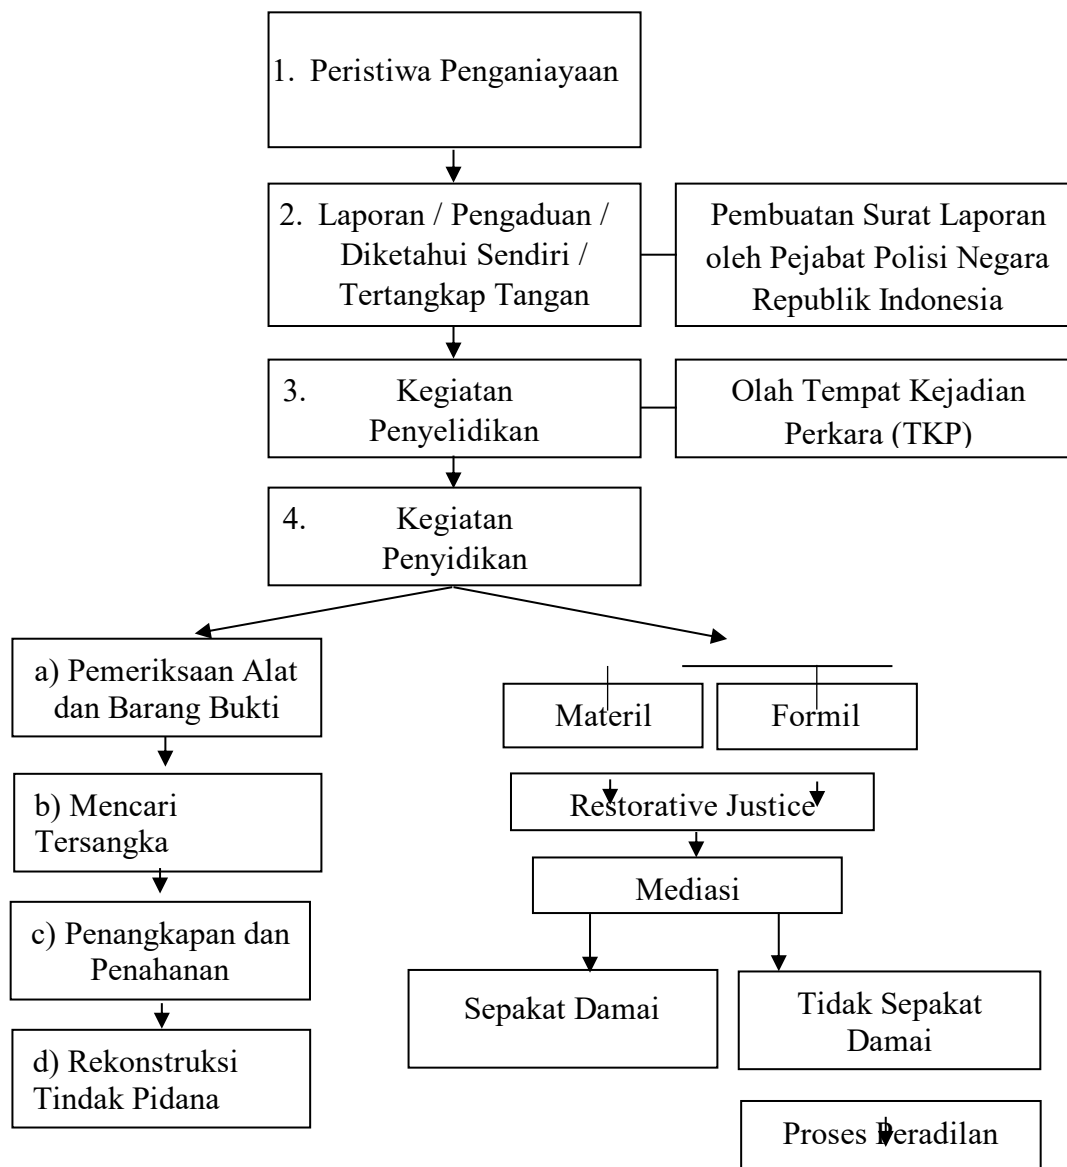 1. Peristiwa Penganiayaan
2. Laporan / Pengaduan /
Diketahui Sendiri /
Tertangkap Tangan
Pembuatan Surat Laporan
oleh Pejabat Polisi Negara
Republik Indonesia
3. Kegiatan
Penyelidikan
Olah Tempat Kejadian
Perkara (TKP)
4. Kegiatan
Penyidikan
a) Pemeriksaan Alat
dan Barang Bukti
b) Mencari
Tersangka
c) Penangkapan dan
Penahanan
d) Rekonstruksi
Tindak Pidana
Materil
Formil
Restorative Justice
Mediasi
Sepakat Damai
Tidak Sepakat
Damai
Proses Peradilan